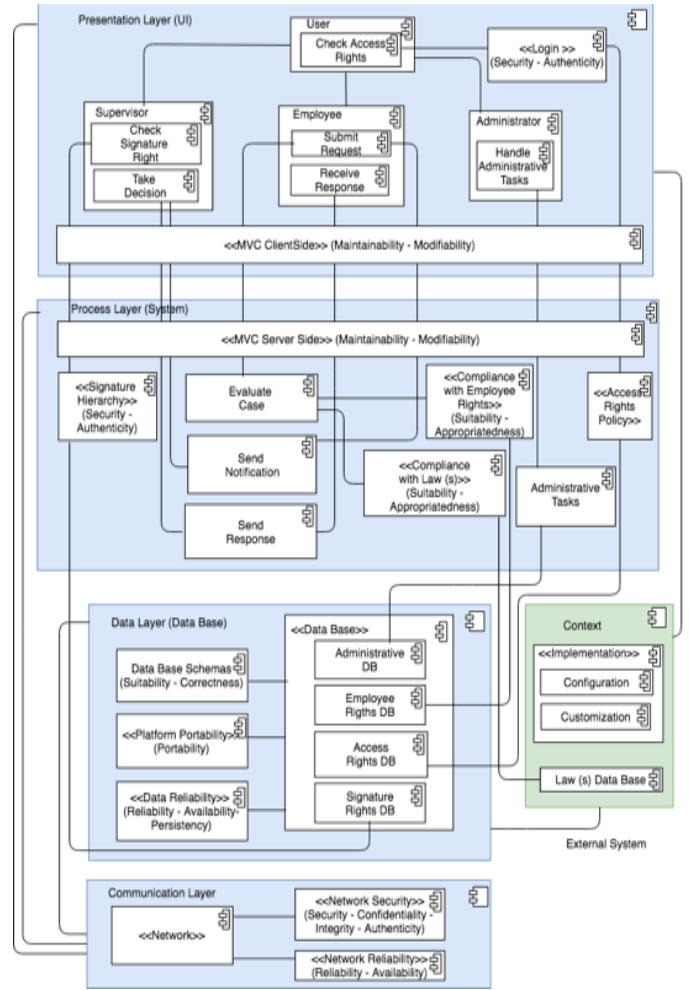 Presentation Layer (UI)
User
Check Access
Rights
<<Login >>
(Security - Authenticity)
Supervisor
Check
Signature
Right
Take
Decision
Employee
Submit
Request
Receive
Response
Administrator
Handle
Administrative
Tasks
<<MVC ClientSide>> (Maintainability - Modifiability)
Process Layer (System)
<<MVC Server Side>> (Maintainability - Modifiability)
<<Signature
Hierarchy>>
(Security -
Authenticity)
Evaluate
Case
<<Compliance
with Employee
Rights>>
(Suitability -
Appropriatedness)
<<Access
Rights
Policy>>
Send
Notification
<<Compliance
with Law (s)>>
(Suitability -
Appropriatedness)
Administrative
Tasks
Send
Response
Data Layer (Data Base)
<<Data Base>>
Administrative
DB
Data Base Schemas
(Suitability - Correctness)
Employee
Rigths DB
<<Platform Portability>>
(Portability)
Access
Rights DB
<<Data Reliability>>
(Reliability - Availability-
Persistency)
Signature
Rights DB
Context
<<Implementation>>
Configuration
Customization
Law (s) Data Base
External System
Communication Layer
<<Network>>
<<Network Security>>
(Security - Confidentiality -
Integrity - Authenticity)
<<Network Reliability>>
(Reliability - Availability)